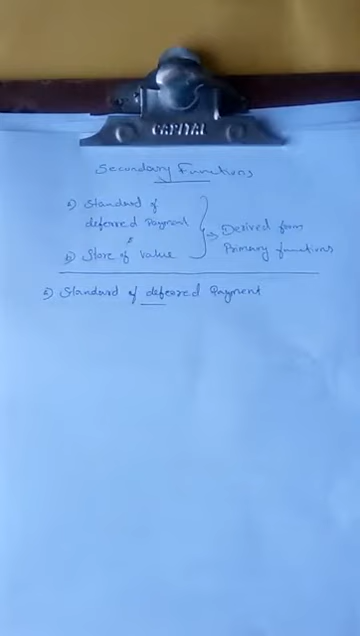 CAPITAL
Secondary Functions
a) Standard of
deferred Payment
&
b) Store of Value
⇒ Derived from
Primary functions
a) Standard of deferred Payment